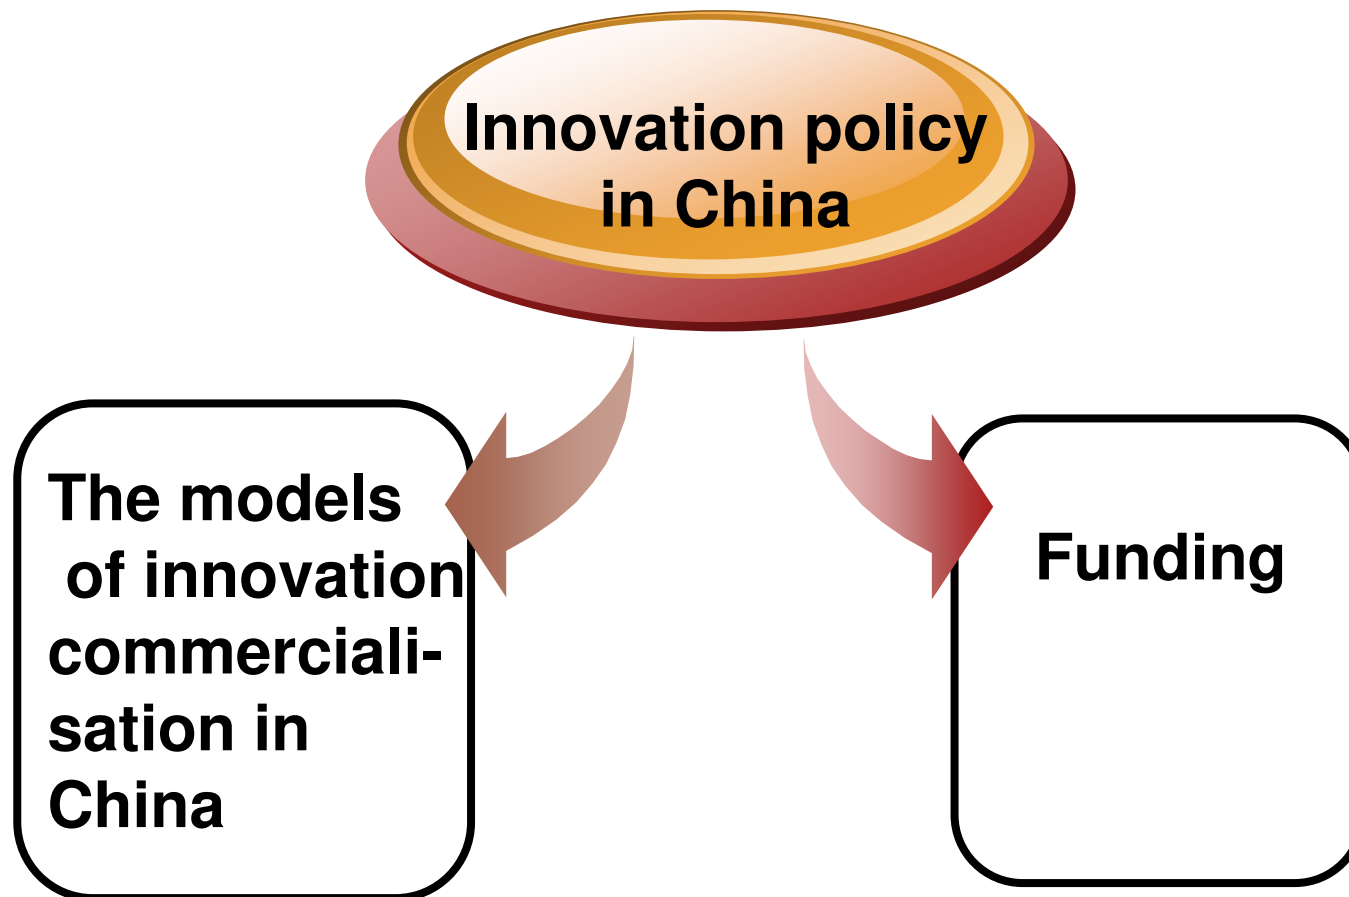 Innovation policy
in China
The models
of innovation
commerciali-
sation in
China
Funding